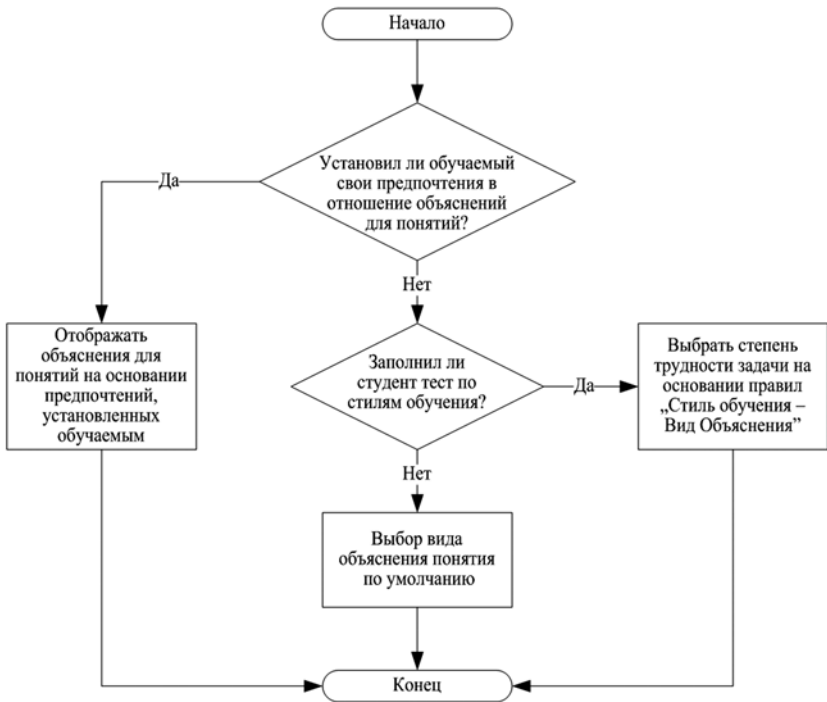 Начало
Установил ли обучаемый
свои предпочтения в
отношение объяснений
для понятий?
Да
Нет
Отображать
объяснения для
понятий на основании
предпочтений,
установленных
обучаемым
Заполнил ли
студент тест по
стилям обучения?
Да
Выбрать степень
трудности задачи на
основании правил
„Стиль обучения –
Вид Объяснения”
Нет
Выбор вида
объяснения понятия
по умолчанию
Конец